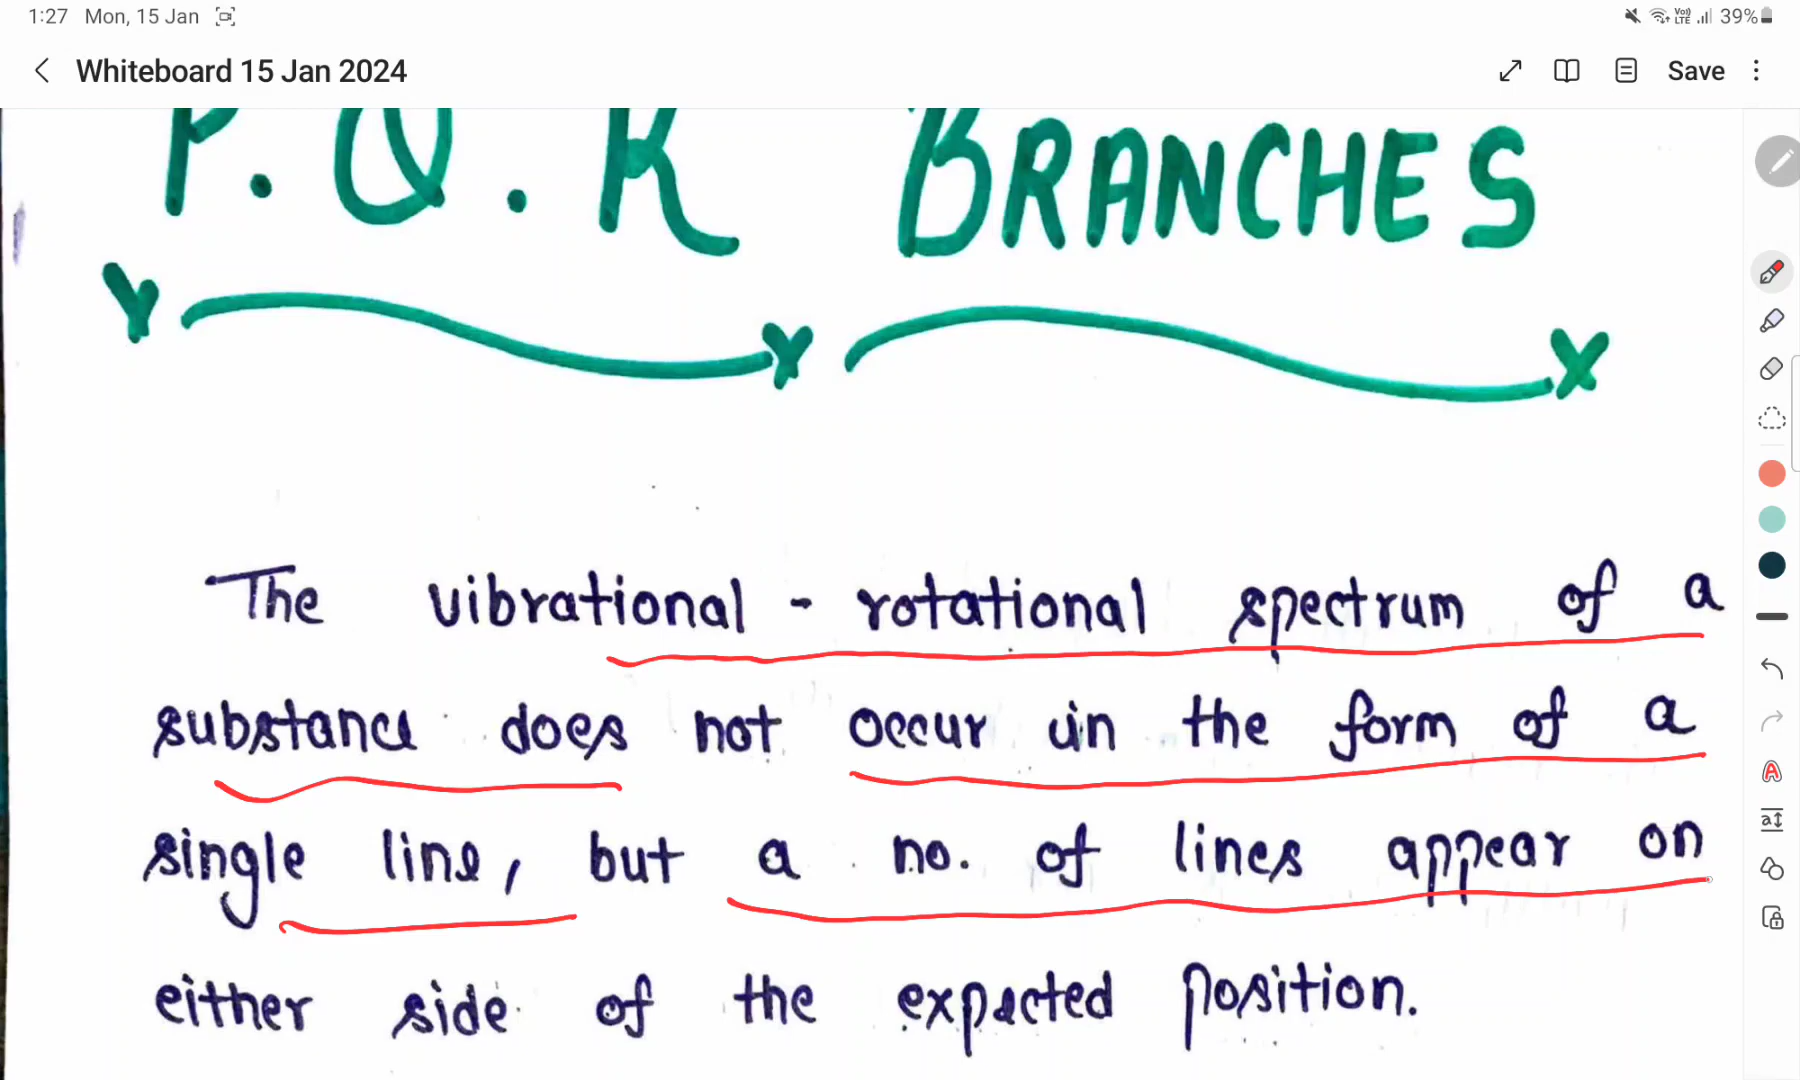 1:27 Mon, 15 Jan Vo) LTE 39%
Whiteboard 15 Jan 2024 Save
P.Q.R BRANCHES
The vibrational - rotational spectrum of a
substance does not occur in the form of a
single line, but a no. of lines appear on
either side of the expected position.
A
a